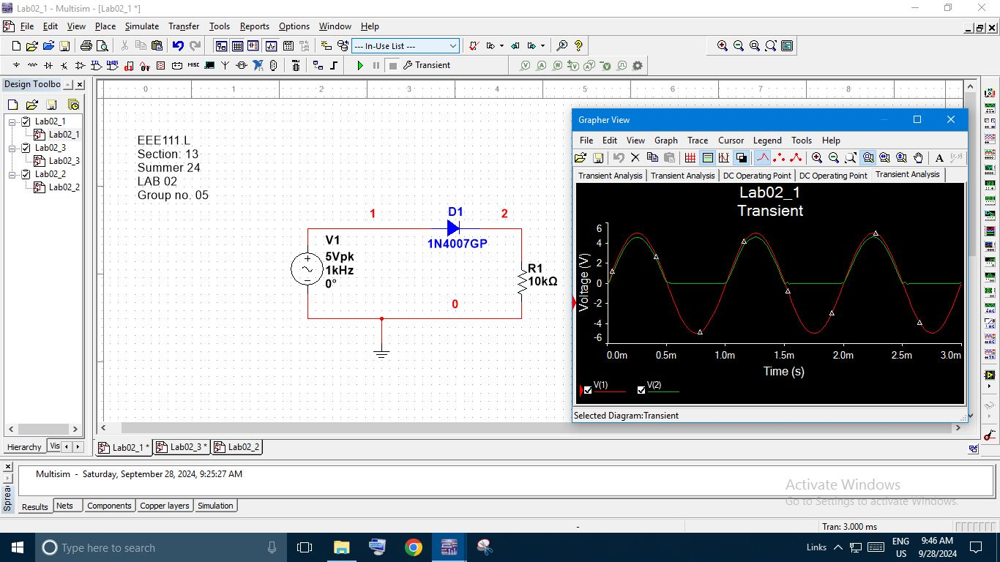 Lab02_1 - Multisim - [Lab02_1 *]
File Edit View Place Simulate Transfer Tools Reports Options Window Help
--- In-Use List ---
MISC
Transient
Design Toolbo
Lab02_1
Lab02_1
Lab02_3
Lab02_3
Lab02_2
Lab02_2
Hierarchy Vis
0 1 2 3 4 5 6 7 8
EEE111.L
Section: 13
Summer 24
LAB 02
Group no. 05
1
D1
2
1N4007GP
V1
5Vpk
1kHz
0°
R1
10kΩ
0
Grapher View
File Edit View Graph Trace Cursor Legend Tools Help
Transient Analysis Transient Analysis DC Operating Point DC Operating Point Transient Analysis
Lab02_1
Transient
Voltage (V)
6
4
2
0
-2
-4
-6
0.0m 0.5m 1.0m 1.5m 2.0m 2.5m 3.0m
Time (s)
V(1) V(2)
Selected Diagram:Transient
Lab02_1 * Lab02_3 * Lab02_2
Multisim - Saturday, September 28, 2024, 9:25:27 AM
Sprea
Results Nets Components Copper layers Simulation
Activate Windows
Go to Settings to activate Windows.
- Tran: 3.000 ms
Type here to search
Links
ENG
US
9:46 AM
9/28/2024